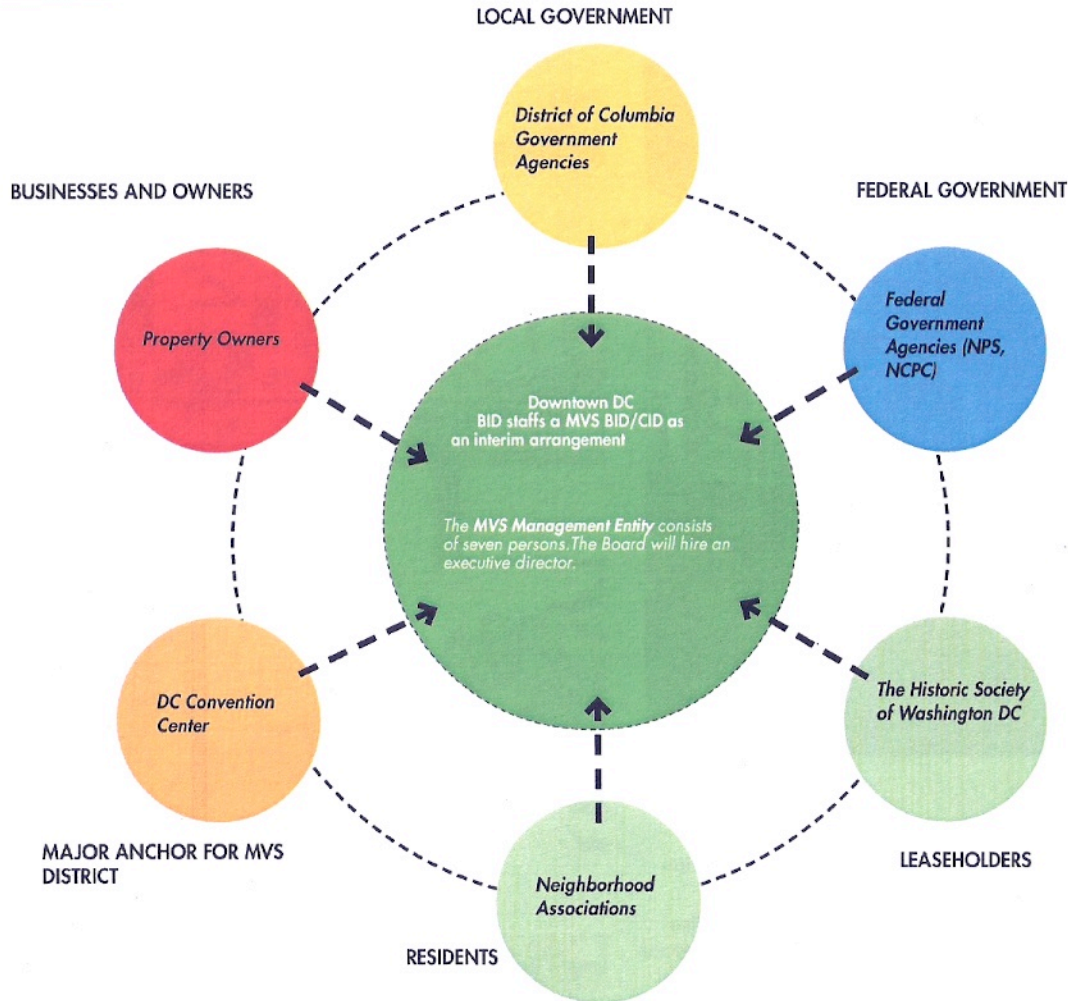 LOCAL GOVERNMENT
District of Columbia
Government
Agencies
BUSINESSES AND OWNERS
FEDERAL GOVERNMENT
Property Owners
Federal
Government
Agencies (NPS,
NCPC)
Downtown DC
BID staffs a MVS BID/CID as
an interim arrangement
The MVS Management Entity consists
of seven persons. The Board will hire an
executive director.
DC Convention
Center
The Historic Society
of Washington DC
MAJOR ANCHOR FOR MVS
DISTRICT
LEASEHOLDERS
Neighborhood
Associations
RESIDENTS